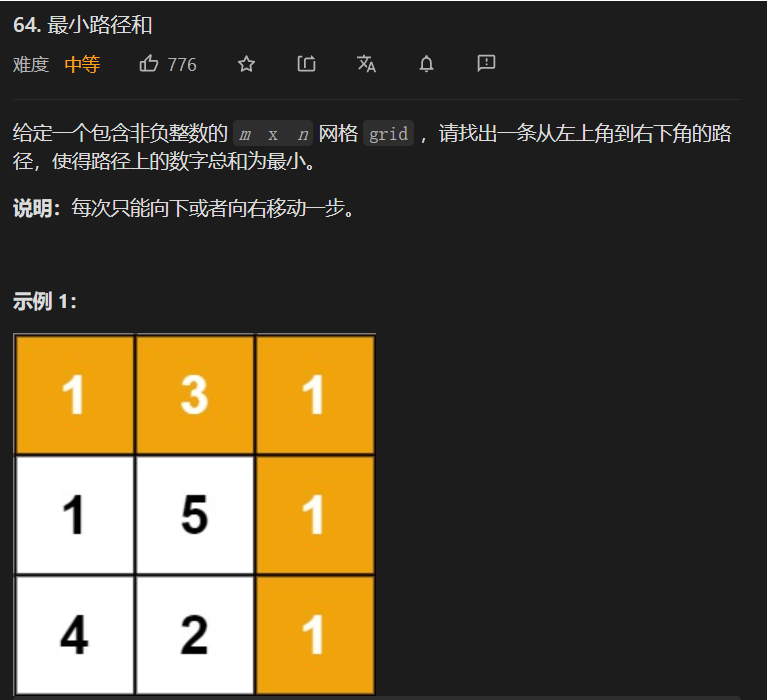 64. 最小路径和
难度 中等 776
给定一个包含非负整数的 m x n 网格 grid ，请找出一条从左上角到右下角的路
径，使得路径上的数字总和为最小。
说明：每次只能向下或者向右移动一步。
示例 1：
1 3 1
1 5 1
4 2 1